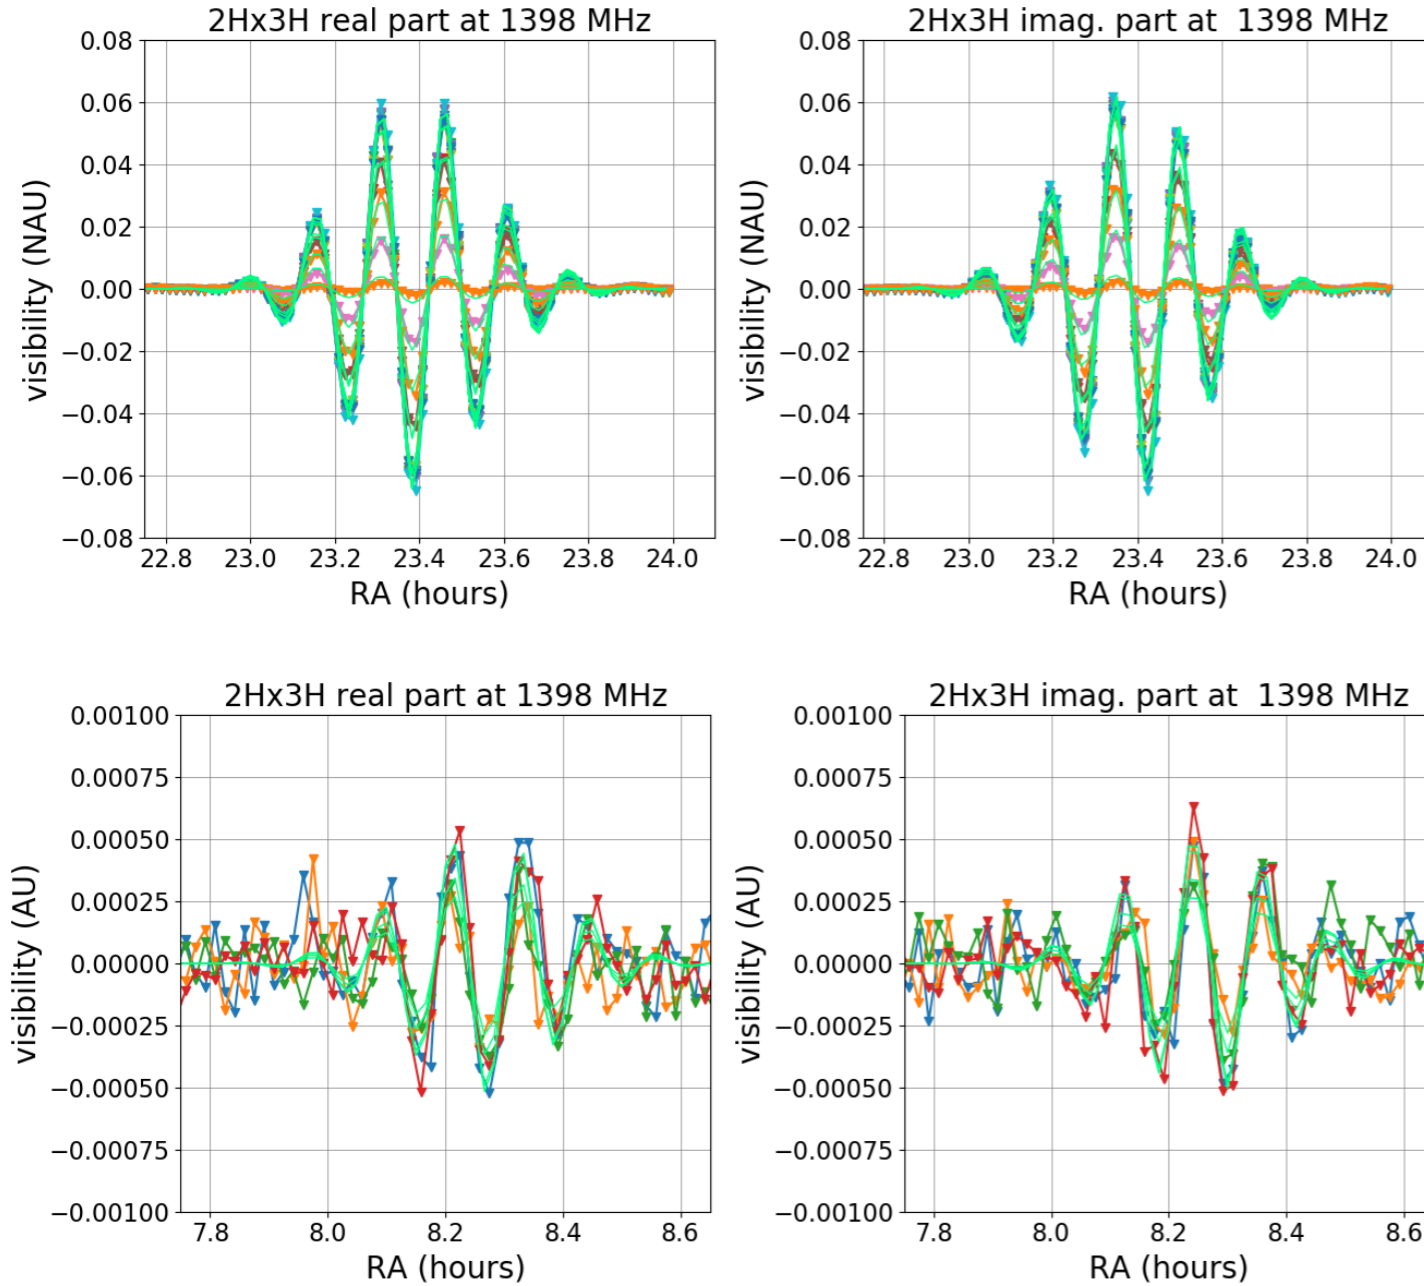 2Hx3H real part at 1398 MHz
0.08
0.06
0.04
0.02
0.00
−0.02
−0.04
−0.06
−0.08
visibility (NAU)
22.8 23.0 23.2 23.4 23.6 23.8 24.0
RA (hours)
2Hx3H imag. part at 1398 MHz
0.08
0.06
0.04
0.02
0.00
−0.02
−0.04
−0.06
−0.08
visibility (NAU)
22.8 23.0 23.2 23.4 23.6 23.8 24.0
RA (hours)
2Hx3H real part at 1398 MHz
0.00100
0.00075
0.00050
0.00025
0.00000
−0.00025
−0.00050
−0.00075
−0.00100
visibility (AU)
7.8 8.0 8.2 8.4 8.6
RA (hours)
2Hx3H imag. part at 1398 MHz
0.00100
0.00075
0.00050
0.00025
0.00000
−0.00025
−0.00050
−0.00075
−0.00100
visibility (AU)
7.8 8.0 8.2 8.4 8.6
RA (hours)